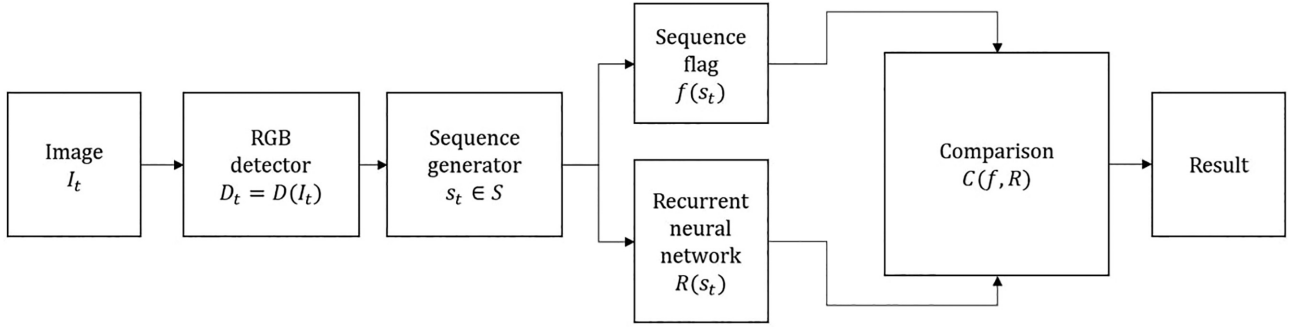 Image
I_t
RGB
detector
D_t = D(I_t)
Sequence
generator
s_t ∈ S
Sequence
flag
f(s_t)
Recurrent
neural
network
R(s_t)
Comparison
C(f, R)
Result